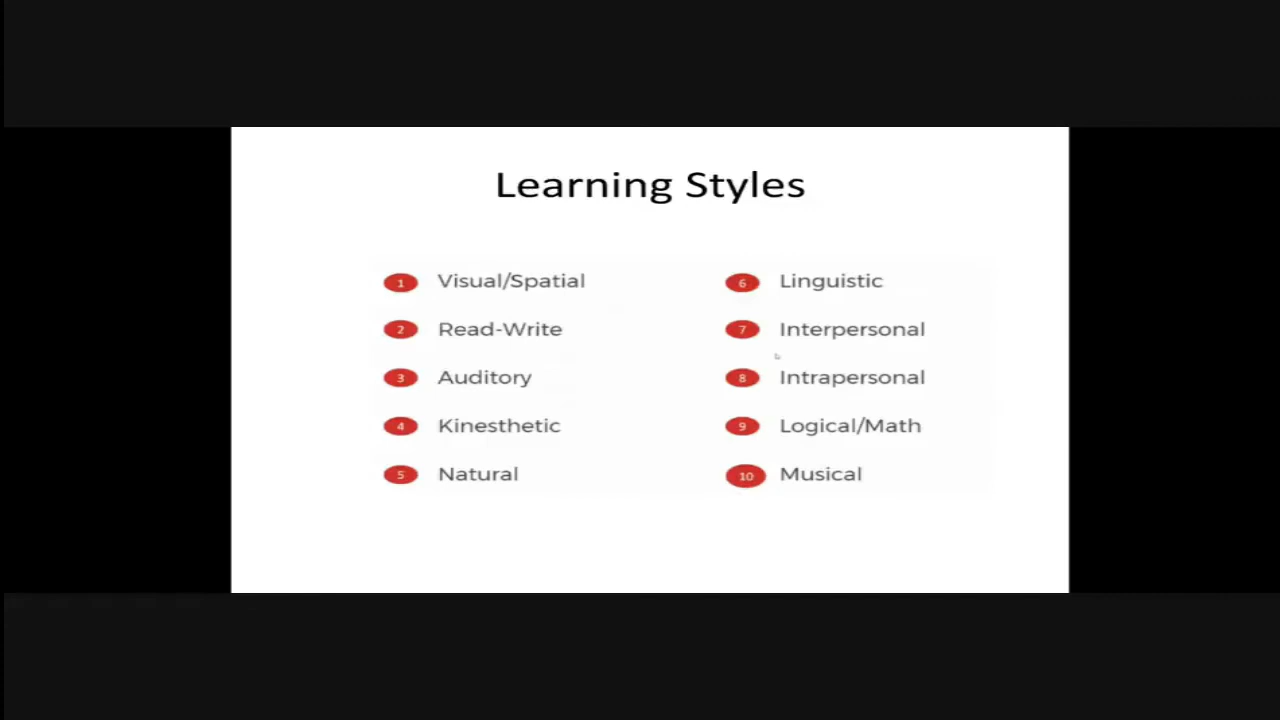 Learning Styles
1 Visual/Spatial
2 Read-Write
3 Auditory
4 Kinesthetic
5 Natural
6 Linguistic
7 Interpersonal
8 Intrapersonal
9 Logical/Math
10 Musical